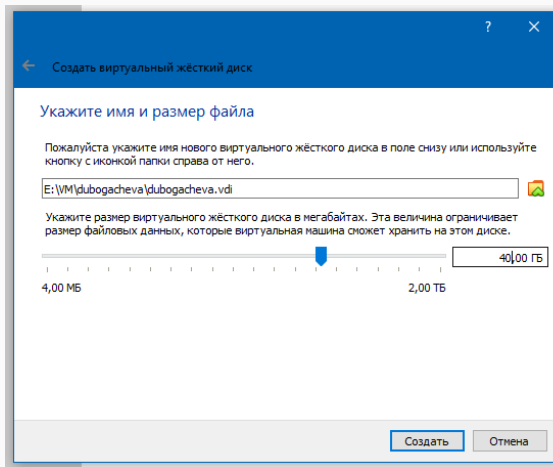 ?
Создать виртуальный жёсткий диск
Укажите имя и размер файла
Пожалуйста укажите имя нового виртуального жёсткого диска в поле снизу или используйте
кнопку с иконкой папки справа от него.
E:\VM\dubogacheva\dubogacheva.vdi
Укажите размер виртуального жёсткого диска в мегабайтах. Эта величина ограничивает
размер файловых данных, которые виртуальная машина сможет хранить на этом диске.
40,00 ГБ
4,00 МБ 2,00 ТБ
Создать Отмена